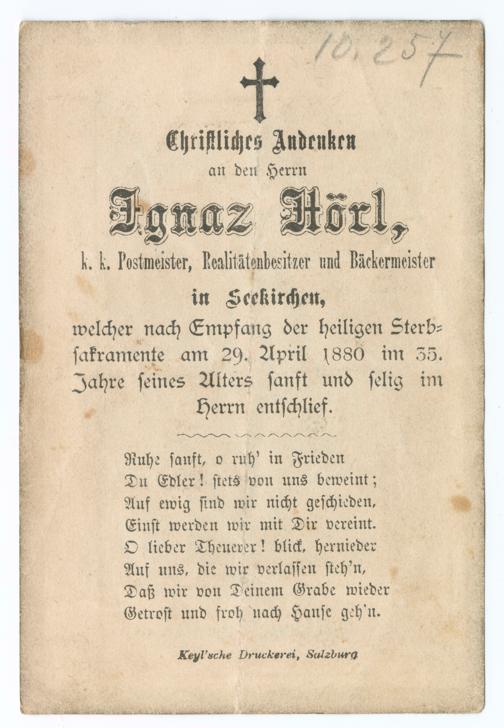 10.257
Christliches Andenken
an den Herrn
Ignaz Hörl,
k. k. Postmeister, Realitätenbesitzer und Bäckermeister
in Seekirchen,
welcher nach Empfang der heiligen Sterb-
sakramente am 29. April 1880 im 35.
Jahre seines Alters sanft und selig im
Herrn entschlief.
Ruhe sanft, o ruh' in Frieden
Du Edler! stets von uns beweint;
Auf ewig sind wir nicht geschieden,
Einst werden wir mit Dir vereint.
O lieber Theuerer! blick, hernieder
Auf uns, die wir verlassen steh'n,
Daß wir von Deinem Grabe wieder
Getrost und froh nach Hause geh'n.
Keyl'sche Druckerei, Salzburg